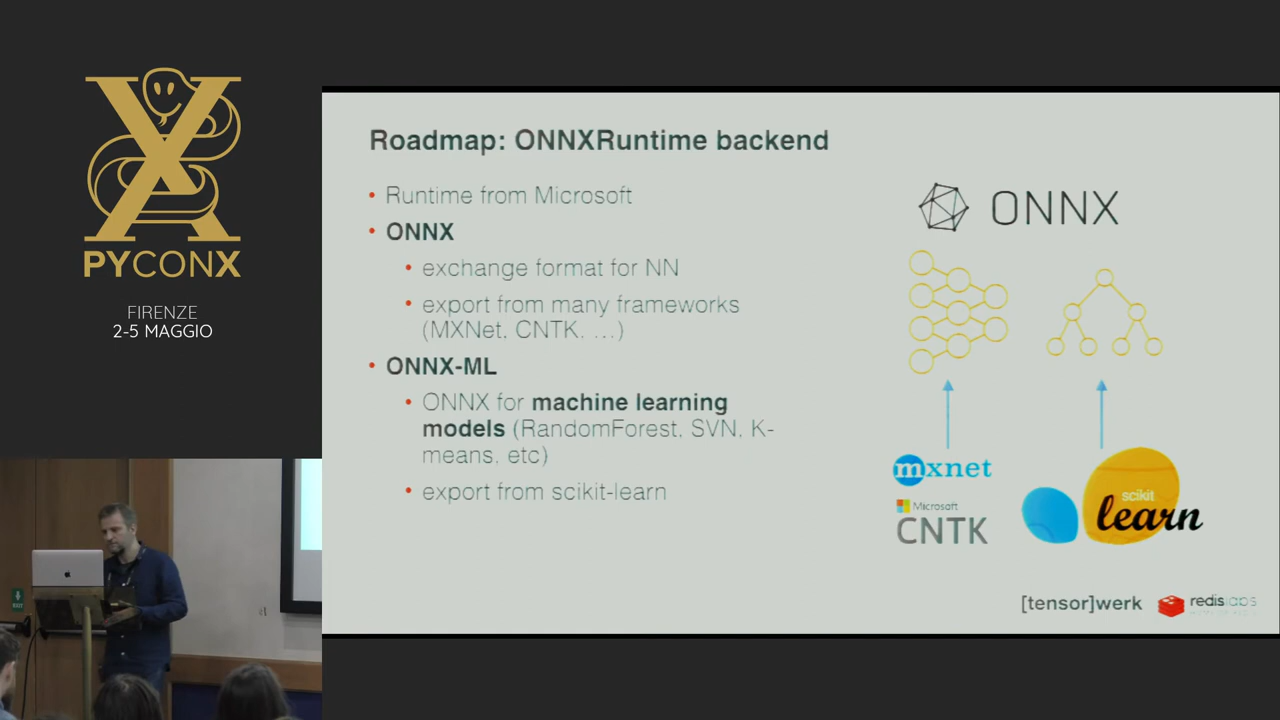 PYCONX
FIRENZE
2-5 MAGGIO
EXIT
Roadmap: ONNXRuntime backend
• Runtime from Microsoft
• ONNX
• exchange format for NN
• export from many frameworks
(MXNet, CNTK, …)
• ONNX-ML
• ONNX for machine learning
models (RandomForest, SVN, K-
means, etc)
• export from scikit-learn
ONNX
mxnet
Microsoft
CNTK
scikit
learn
[tensor]werk
redislabs